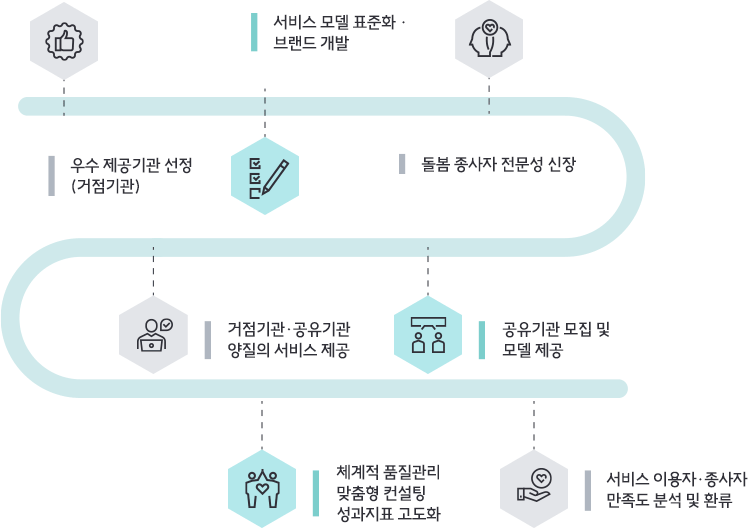 서비스 모델 표준화 ·
브랜드 개발
우수 제공기관 선정
(거점기관)
돌봄 종사자 전문성 신장
거점기관·공유기관
양질의 서비스 제공
공유기관 모집 및
모델 제공
체계적 품질관리
맞춤형 컨설팅
성과지표 고도화
서비스 이용자·종사자
만족도 분석 및 환류